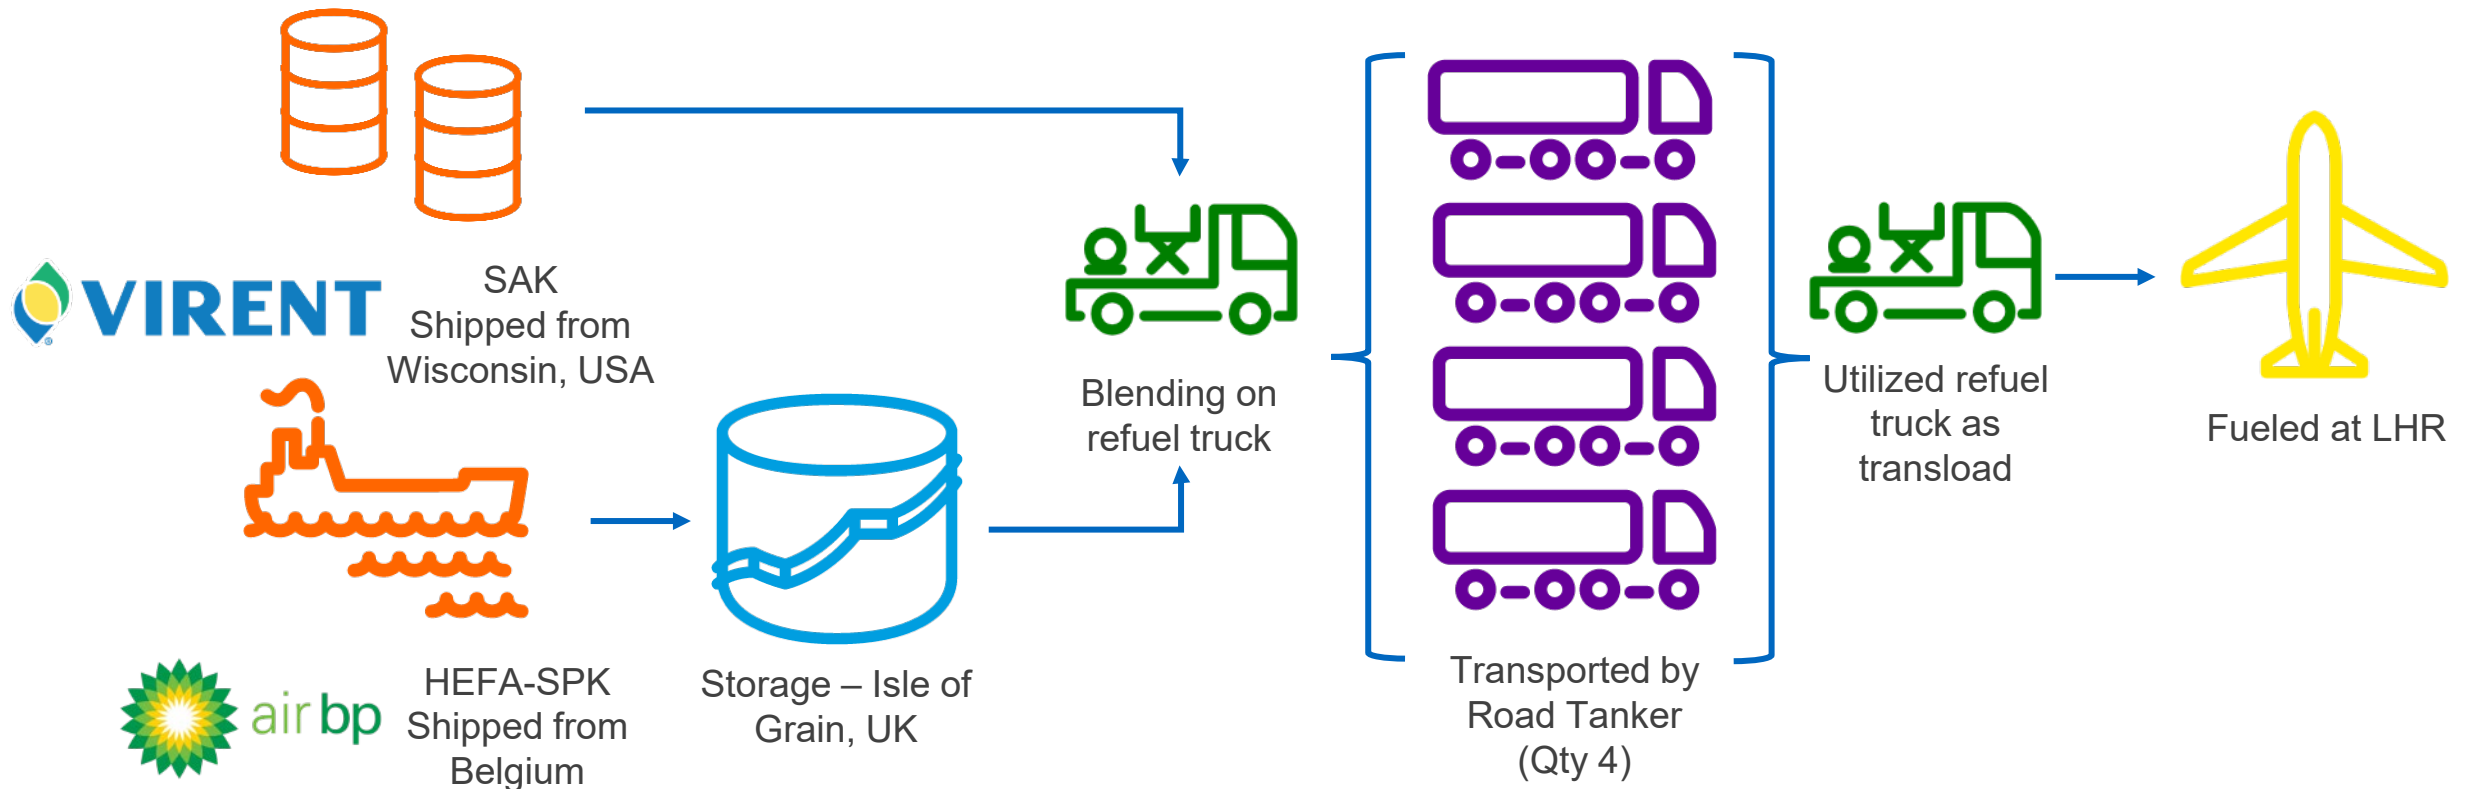 VIRENT
SAK
Shipped from
Wisconsin, USA
air bp
HEFA-SPK
Shipped from
Belgium
Storage – Isle of
Grain, UK
Blending on
refuel truck
Transported by
Road Tanker
(Qty 4)
Utilized refuel
truck as
transload
Fueled at LHR